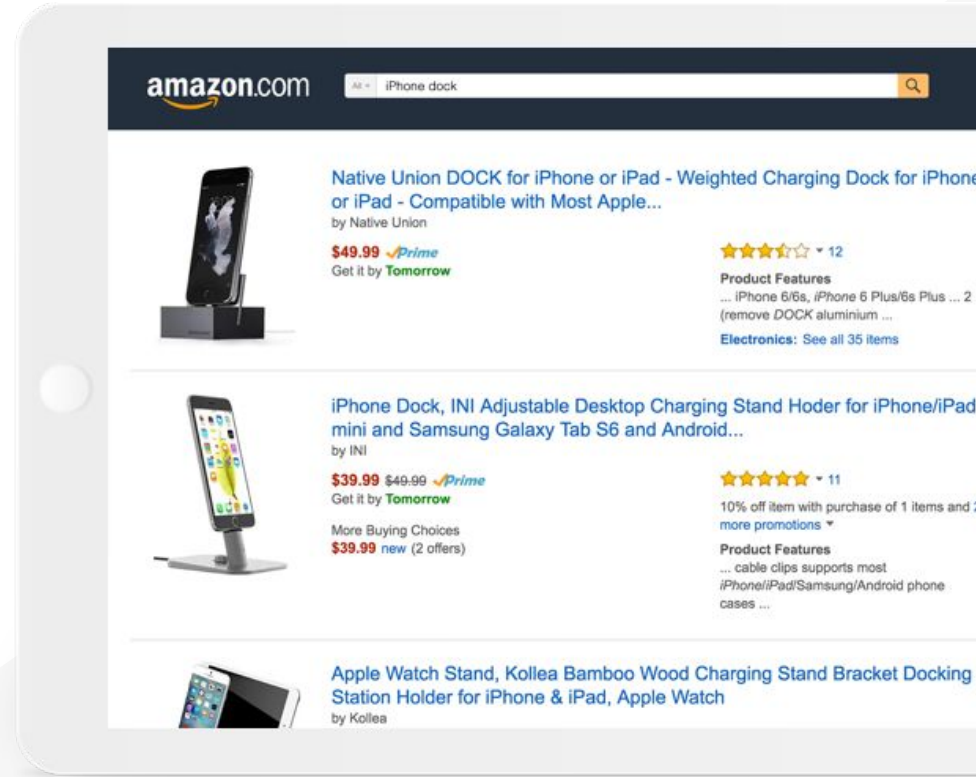 amazon.com
All
iPhone dock
Native Union DOCK for iPhone or iPad - Weighted Charging Dock for iPhone
or iPad - Compatible with Most Apple...
by Native Union
$49.99 Prime
Get it by Tomorrow
12
Product Features
... iPhone 6/6s, iPhone 6 Plus/6s Plus ... 2
(remove DOCK aluminium ...
Electronics: See all 35 items
iPhone Dock, INI Adjustable Desktop Charging Stand Hoder for iPhone/iPad
mini and Samsung Galaxy Tab S6 and Android...
by INI
$39.99 $49.99 Prime
Get it by Tomorrow
More Buying Choices
$39.99 new (2 offers)
11
10% off item with purchase of 1 items and 2
more promotions
Product Features
... cable clips supports most
iPhone/iPad/Samsung/Android phone
cases ...
Apple Watch Stand, Kollea Bamboo Wood Charging Stand Bracket Docking
Station Holder for iPhone & iPad, Apple Watch
by Kollea